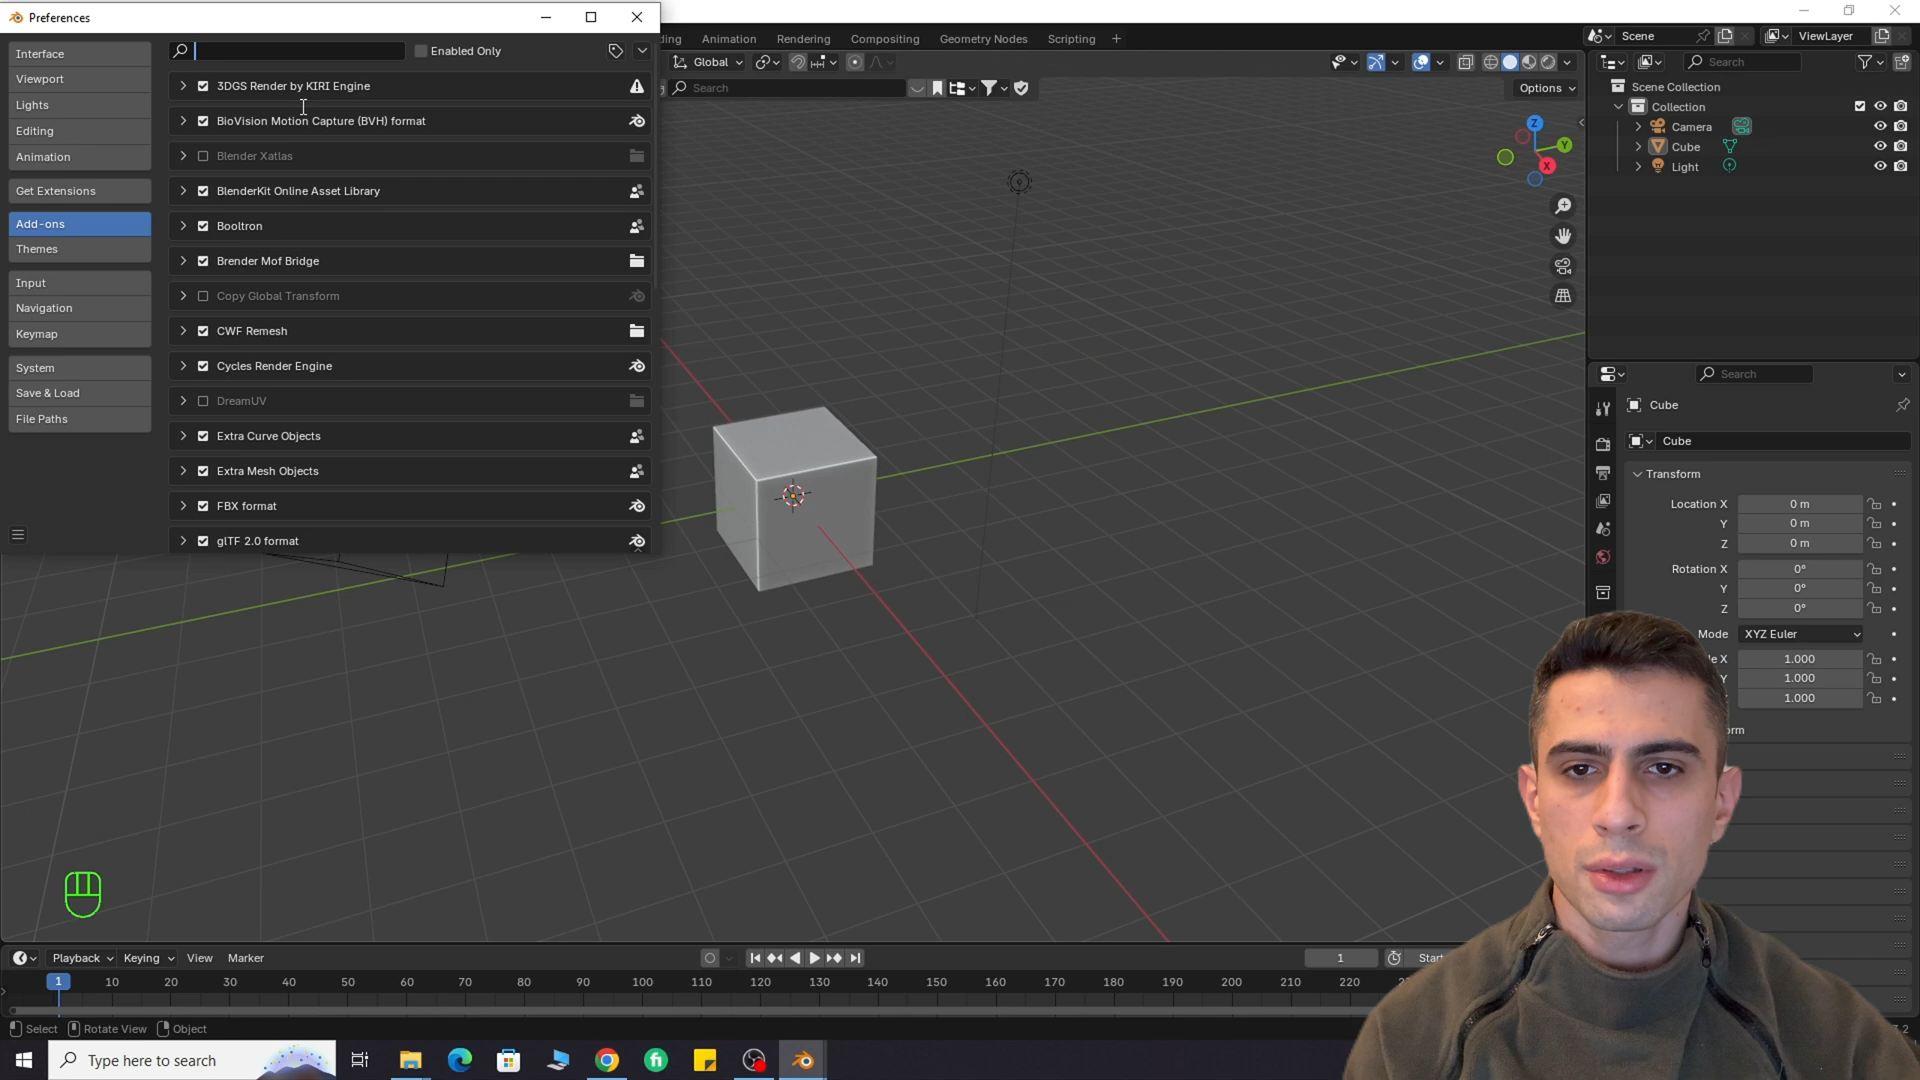 Preferences
Interface
Viewport
Lights
Editing
Animation
Get Extensions
Add-ons
Themes
Input
Navigation
Keymap
System
Save & Load
File Paths
Enabled Only
3DGS Render by KIRI Engine
BioVision Motion Capture (BVH) format
Blender Xatlas
BlenderKit Online Asset Library
Booltron
Brender Mof Bridge
Copy Global Transform
CWF Remesh
Cycles Render Engine
DreamUV
Extra Curve Objects
Extra Mesh Objects
FBX format
glTF 2.0 format
ding Animation Rendering Compositing Geometry Nodes Scripting +
Scene ViewLayer
Global
Search Options
Z
Y
X
Search
Scene Collection
Collection
Camera
Cube
Light
Search
Cube
Cube
Transform
Location X 0 m
Y 0 m
Z 0 m
Rotation X 0°
Y 0°
Z 0°
Mode XYZ Euler
le X 1.000
Y 1.000
1.000
orm
Playback Keying View Marker 1 Start
1 10 20 30 40 50 60 70 80 90 100 110 120 130 140 150 160 170 180 190 200 210 220
Select Rotate View Object
Type here to search